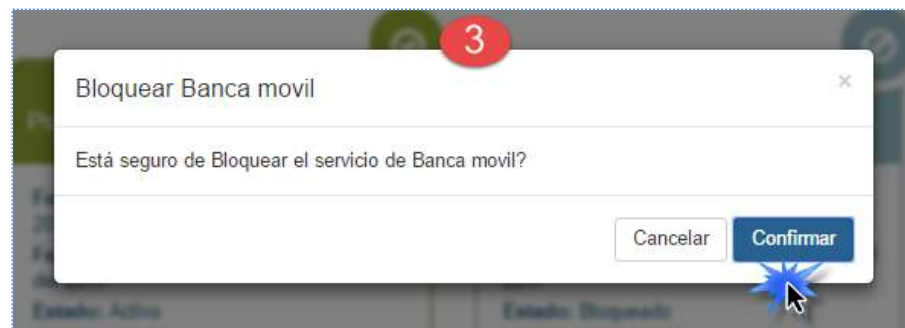 3
Bloquear Banca movil
×
Está seguro de Bloquear el servicio de Banca movil?
Cancelar
Confirmar
Estado: Activo
Estado: Bloqueado